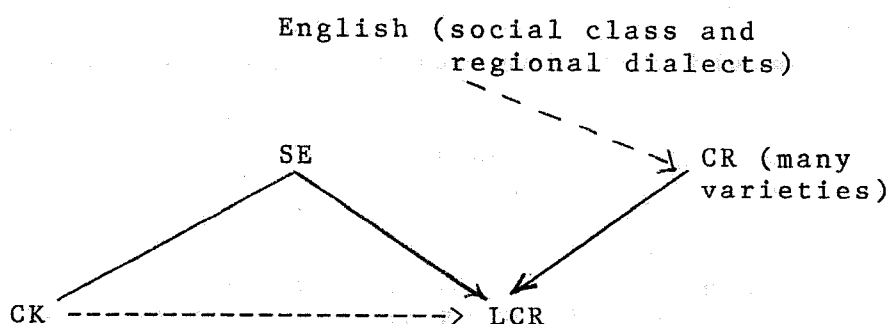 English (social class and
regional dialects)
SE
CR (many
varieties)
CK
LCR